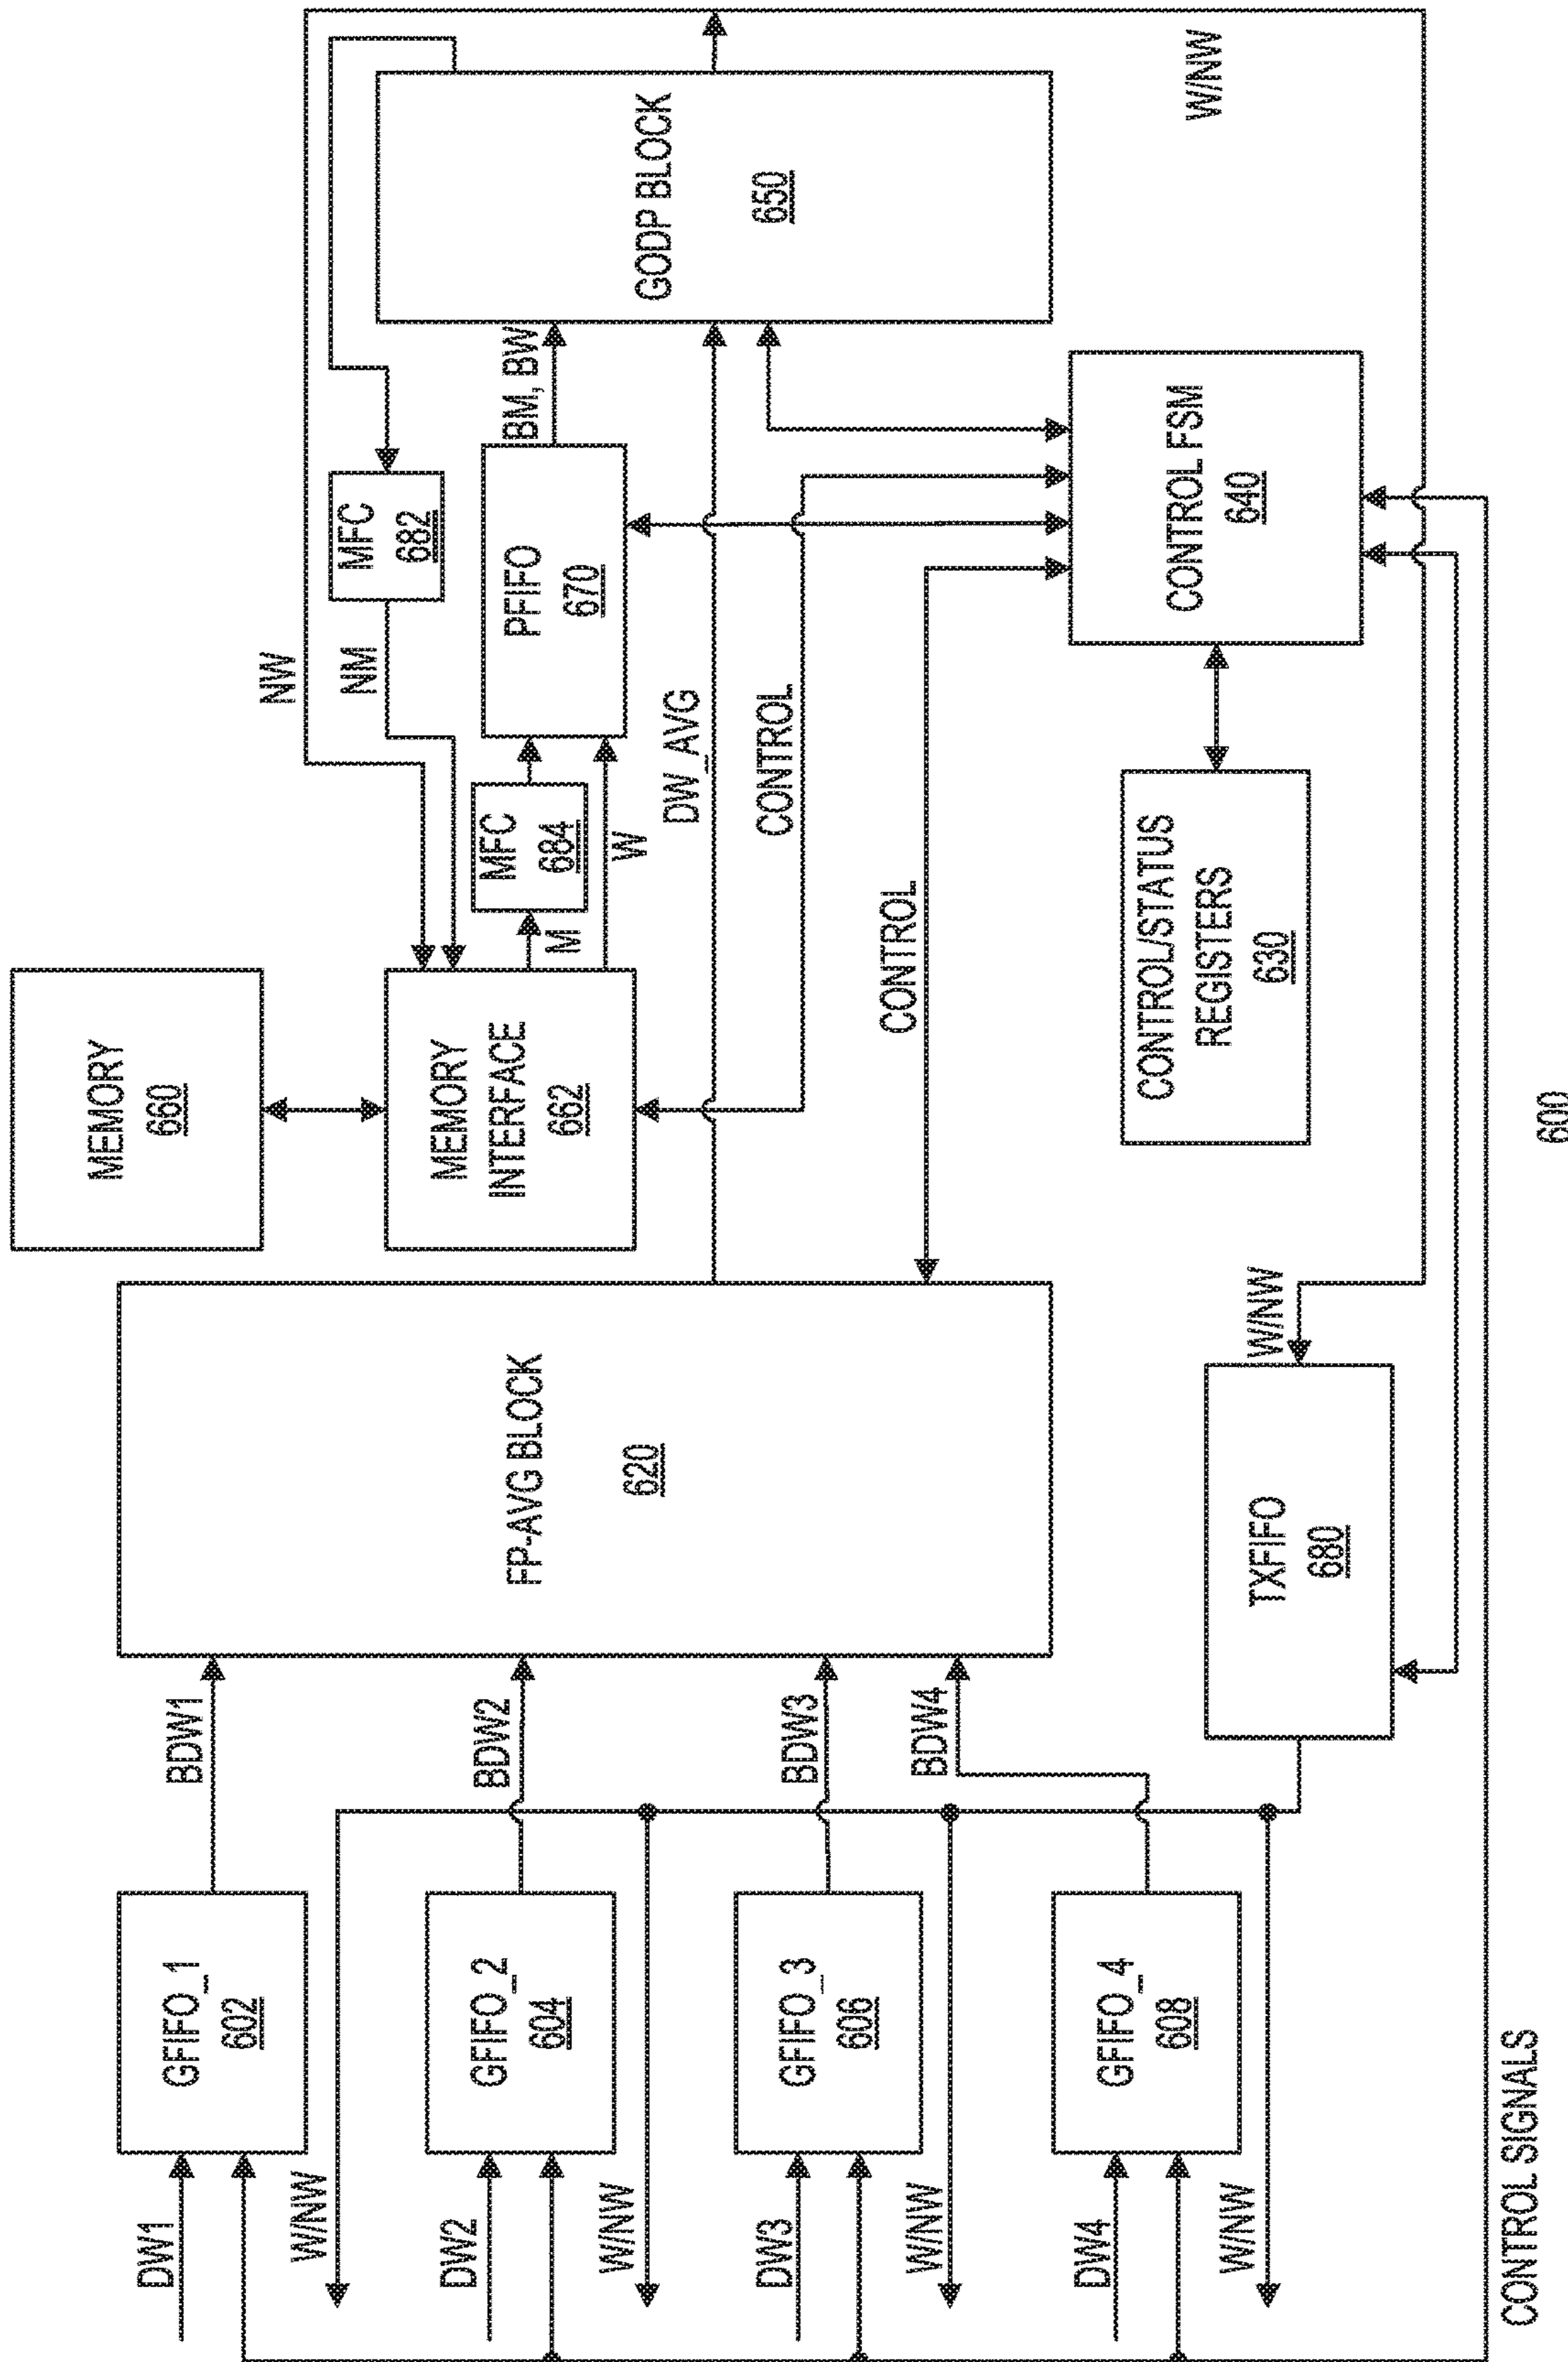 MEMORY
660
MEMORY
INTERFACE
662
NW
NM
MFC
682
M
MFC
684
W
PFIFO
670
BM, BW
GODP BLOCK
650
DW_AVG
CONTROL
CONTROL
W/NW
CONTROL FSM
640
CONTROL/STATUS
REGISTERS
630
FP-AVG BLOCK
620
BDW1
BDW2
BDW3
BDW4
DW1
GFIFO_1
602
W/NW
DW2
GFIFO_2
604
W/NW
DW3
GFIFO_3
606
W/NW
DW4
GFIFO_4
608
W/NW
W/NW
TXFIFO
680
CONTROL SIGNALS
600